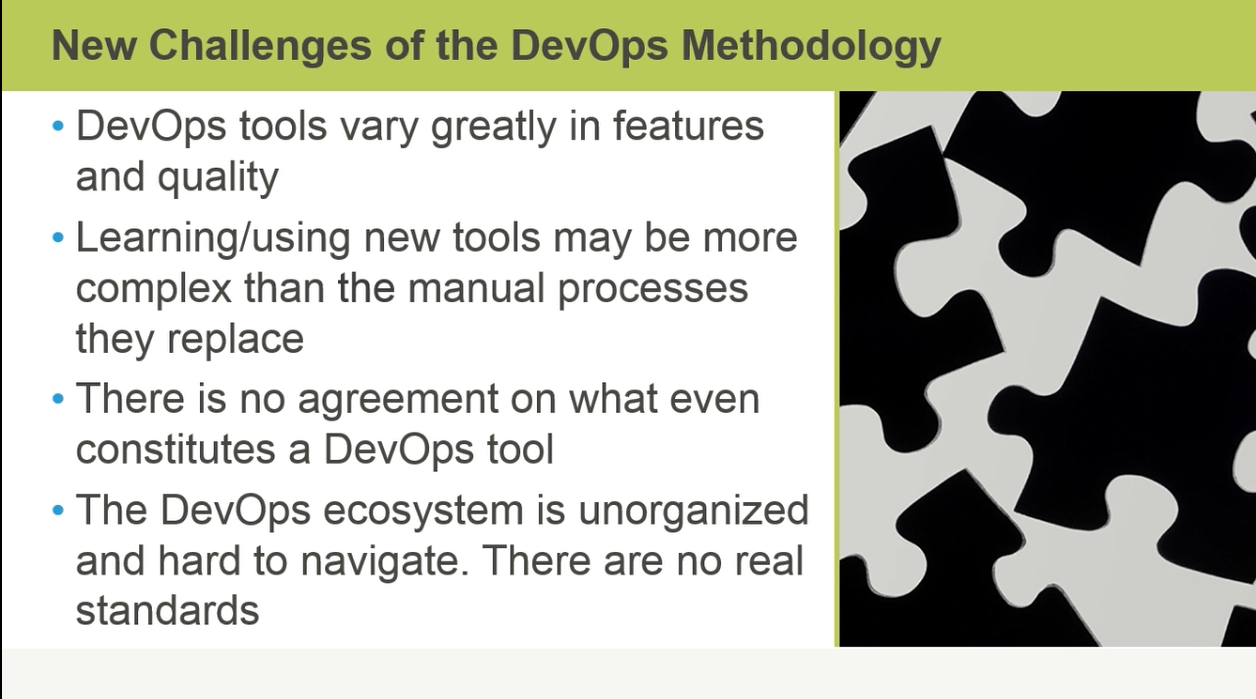 New Challenges of the DevOps Methodology
• DevOps tools vary greatly in features
and quality
• Learning/using new tools may be more
complex than the manual processes
they replace
• There is no agreement on what even
constitutes a DevOps tool
• The DevOps ecosystem is unorganized
and hard to navigate. There are no real
standards